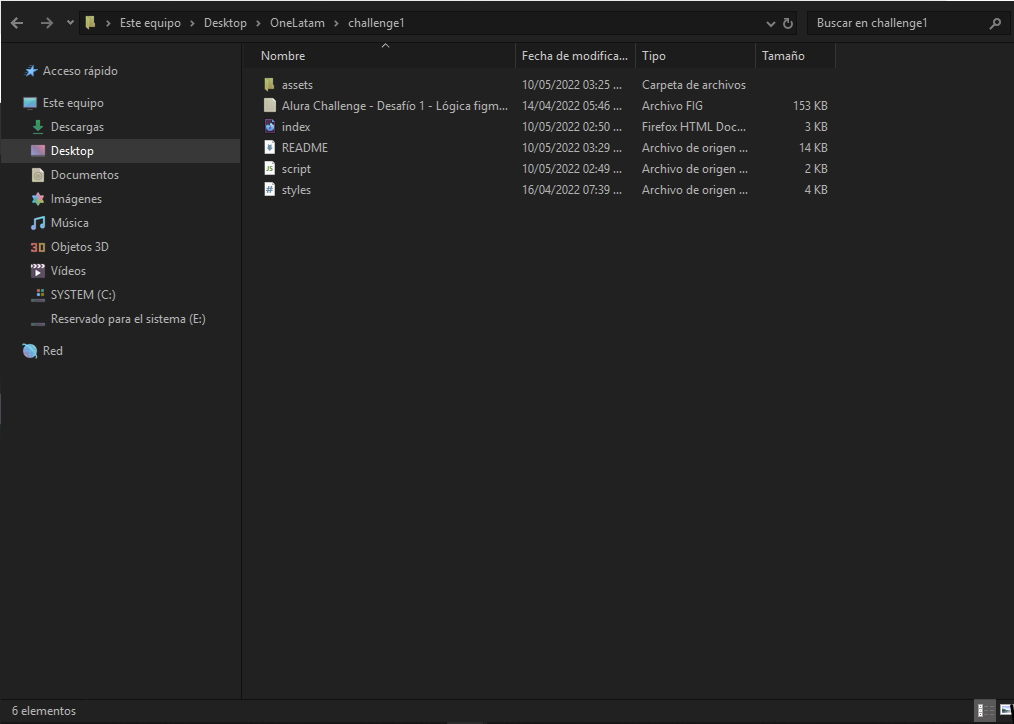 Este equipo > Desktop > OneLatam > challenge1
Buscar en challenge1
Acceso rápido
Este equipo
Descargas
Desktop
Documentos
Imágenes
Música
Objetos 3D
Vídeos
SYSTEM (C:)
Reservado para el sistema (E:)
Red
Nombre Fecha de modifica... Tipo Tamaño
assets 10/05/2022 03:25 ... Carpeta de archivos
Alura Challenge - Desafío 1 - Lógica figm... 14/04/2022 05:46 ... Archivo FIG 153 KB
index 10/05/2022 02:50 ... Firefox HTML Doc... 3 KB
README 10/05/2022 03:29 ... Archivo de origen ... 14 KB
script 10/05/2022 02:49 ... Archivo de origen ... 2 KB
styles 16/04/2022 07:39 ... Archivo de origen ... 4 KB
6 elementos